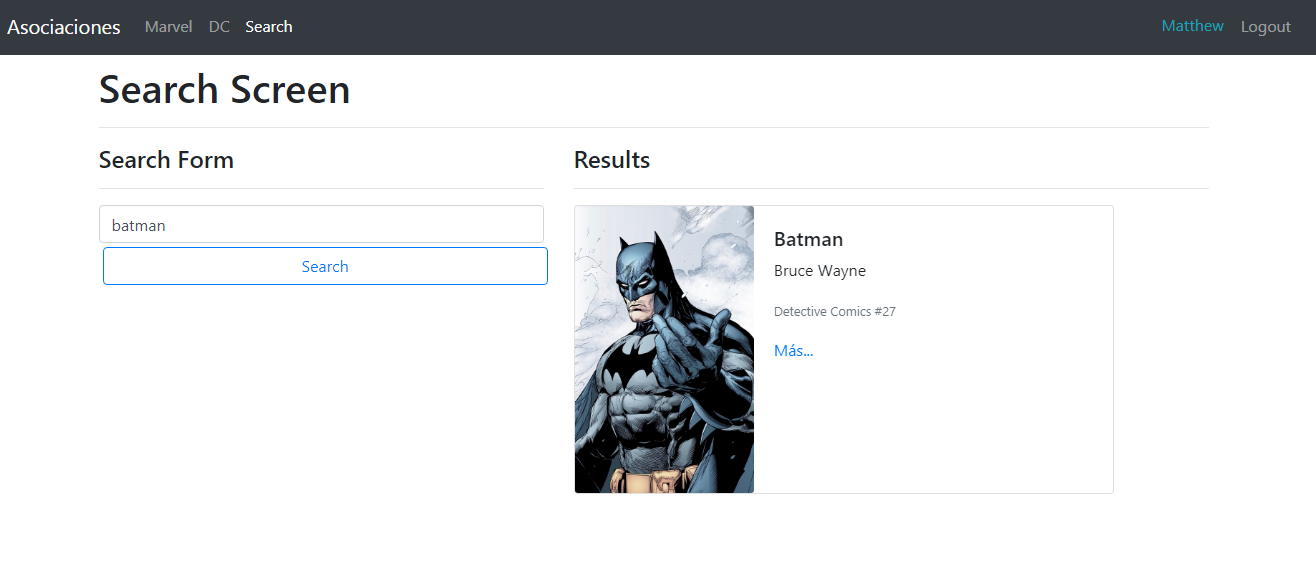 Asociaciones Marvel DC Search Matthew Logout
Search Screen
Search Form
batman
Search
Results
Batman
Bruce Wayne
Detective Comics #27
Más...